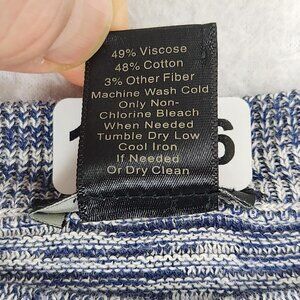 49% Viscose
48% Cotton
3% Other Fiber
Machine Wash Cold
Only Non-
Chlorine Bleach
When Needed
Tumble Dry Low
Cool Iron
If Needed
Or Dry Clean